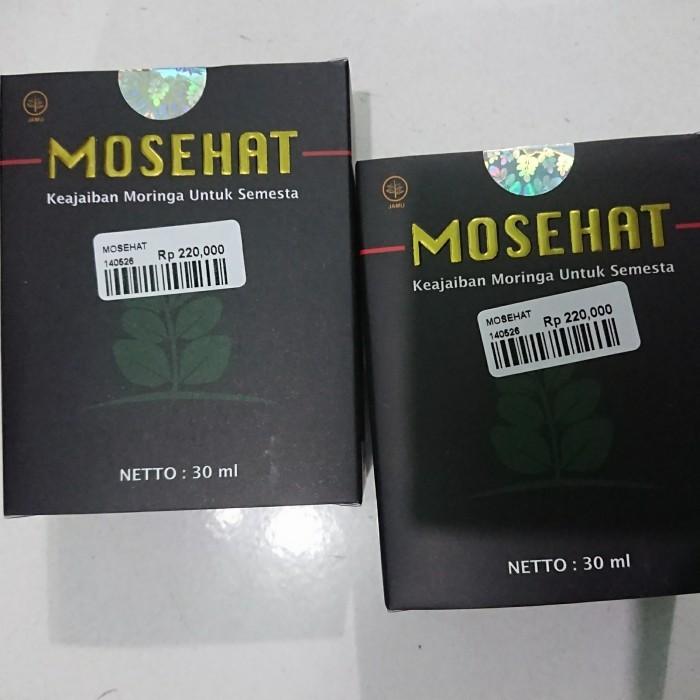 JAMU
MOSEHAT
Keajaiban Moringa Untuk Semesta
MOSEHAT
140526
Rp 220,000
NETTO : 30 ml
JAMU
MOSEHAT
Keajaiban Moringa Untuk Semesta
MOSEHAT
140526
Rp 220,000
NETTO : 30 ml